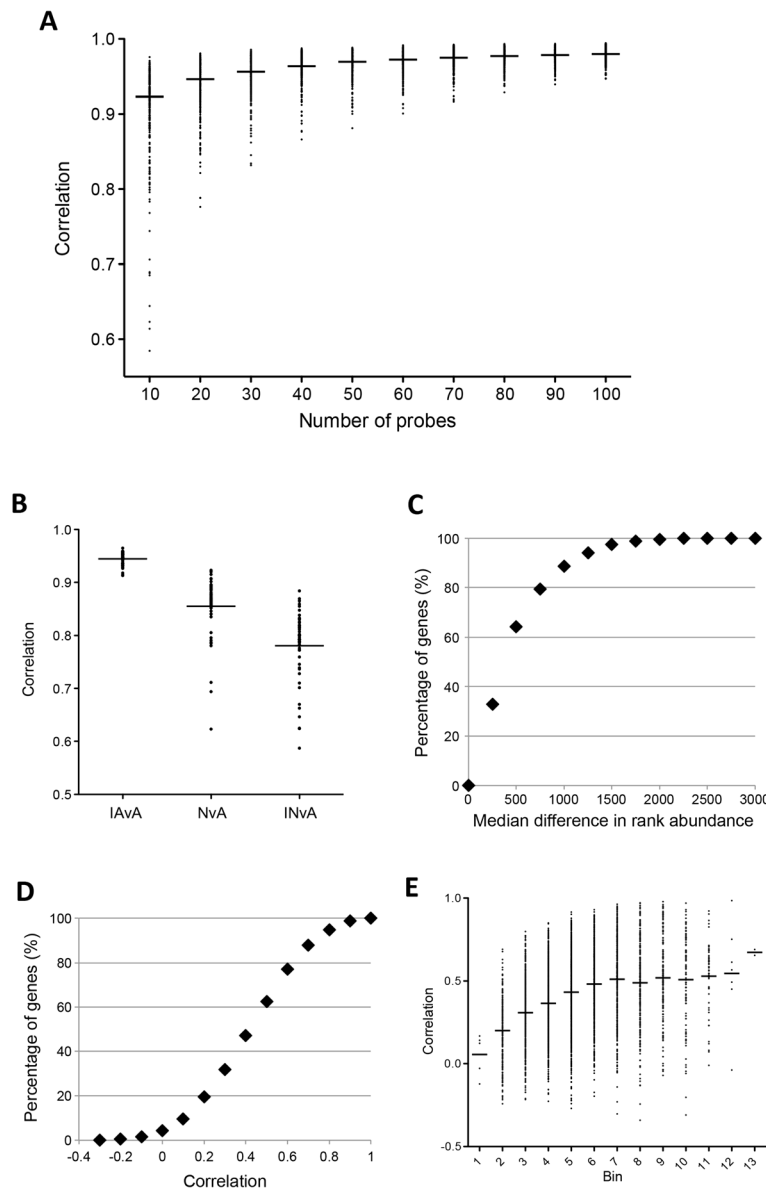 A
1.0
0.9
0.8
0.7
0.6
Correlation
10 20 30 40 50 60 70 80 90 100
Number of probes
B
1.0
0.9
0.8
0.7
0.6
0.5
Correlation
IAvA NvA INvA
C
100
80
60
40
20
0
Percentage of genes (%)
0 500 1000 1500 2000 2500 3000
Median difference in rank abundance
D
100
80
60
40
20
0
Percentage of genes (%)
-0.4 -0.2 0 0.2 0.4 0.6 0.8 1
Correlation
E
1.0
0.5
0.0
-0.5
Correlation
1 2 3 4 5 6 7 8 9 10 11 12 13
Bin